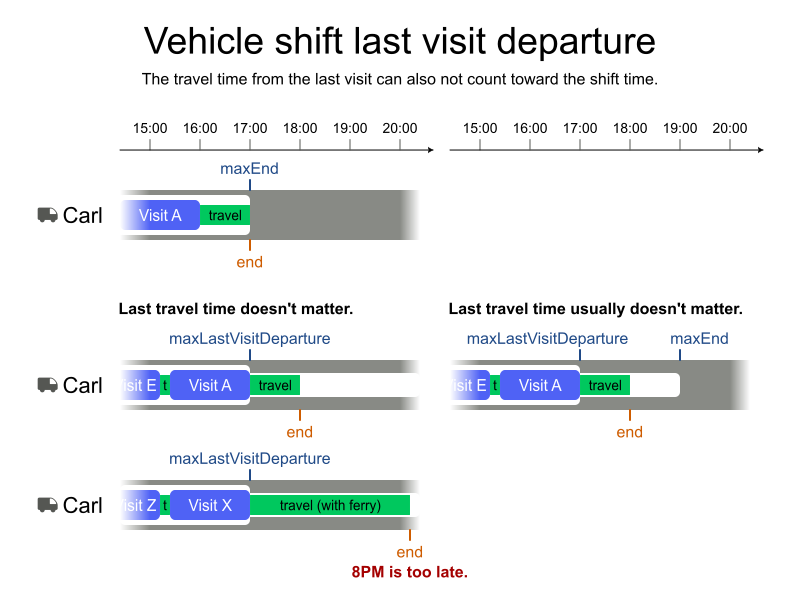 Vehicle shift last visit departure
The travel time from the last visit can also not count toward the shift time.
15:00 16:00 17:00 18:00 19:00 20:00
15:00 16:00 17:00 18:00 19:00 20:00
maxEnd
Carl
Visit A
travel
end
Last travel time doesn't matter.
maxLastVisitDeparture
Carl
isit E
t
Visit A
travel
end
Last travel time usually doesn't matter.
maxLastVisitDeparture
maxEnd
isit E
t
Visit A
travel
end
maxLastVisitDeparture
Carl
isit Z
t
Visit X
travel (with ferry)
end
8PM is too late.